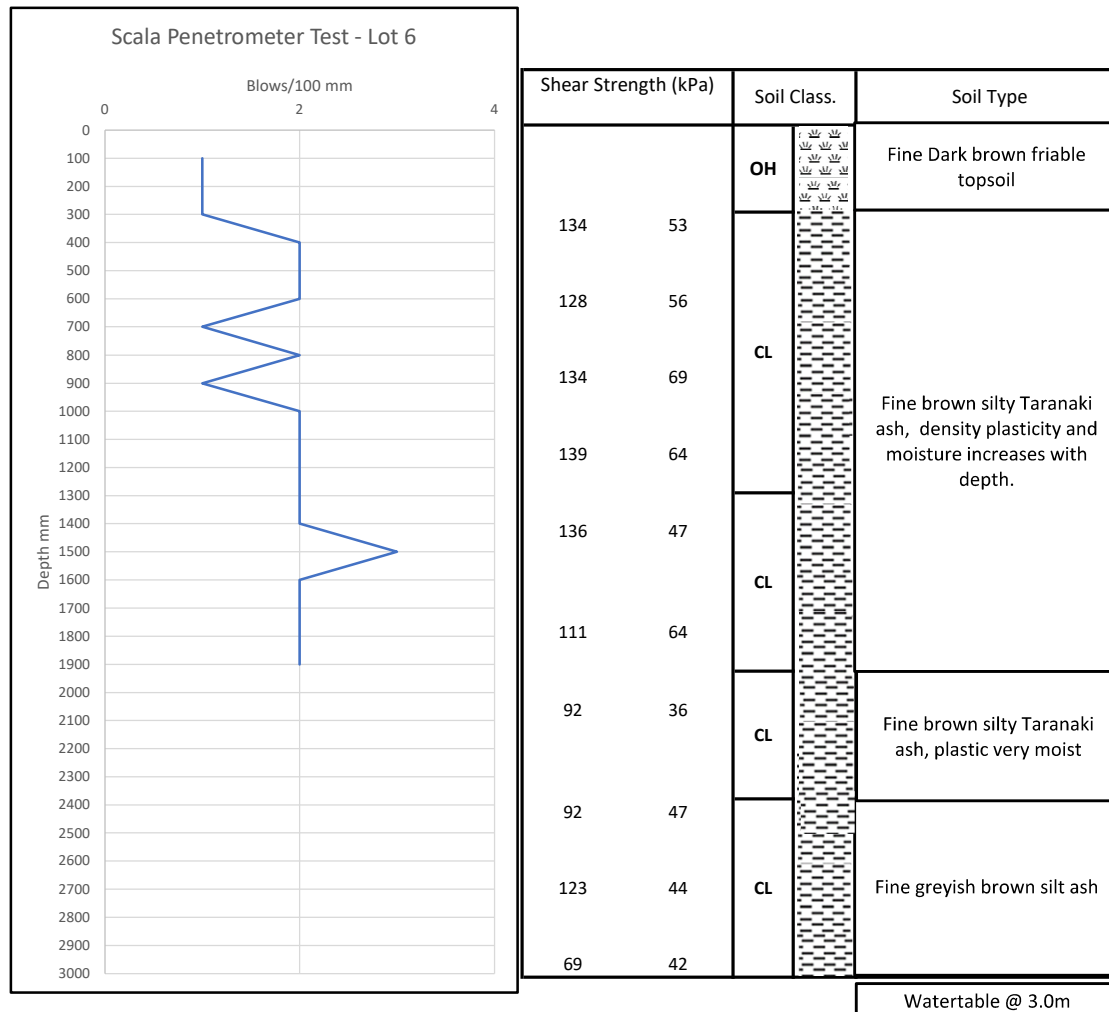 Scala Penetrometer Test - Lot 6
Blows/100 mm
0 2 4
Depth mm
0
100
200
300
400
500
600
700
800
900
1000
1100
1200
1300
1400
1500
1600
1700
1800
1900
2000
2100
2200
2300
2400
2500
2600
2700
2800
2900
3000
Shear Strength (kPa) Soil Class. Soil Type
OH
Fine Dark brown friable
topsoil
134 53
128 56
134 69
139 64
136 47
111 64
92 36
92 47
123 44
69 42
CL
CL
Fine brown silty Taranaki
ash, density plasticity and
moisture increases with
depth.
CL
Fine brown silty Taranaki
ash, plastic very moist
CL
Fine greyish brown silt ash
Watertable @ 3.0m